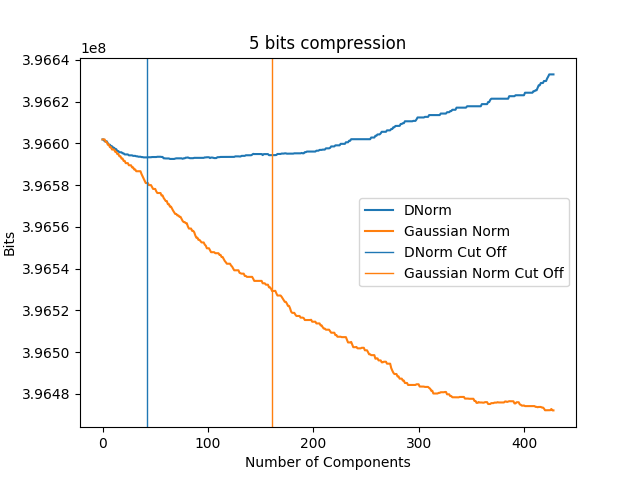 5 bits compression
1e8
3.9664
3.9662
3.9660
3.9658
3.9656
3.9654
3.9652
3.9650
3.9648
Bits
DNorm
Gaussian Norm
DNorm Cut Off
Gaussian Norm Cut Off
0 100 200 300 400
Number of Components